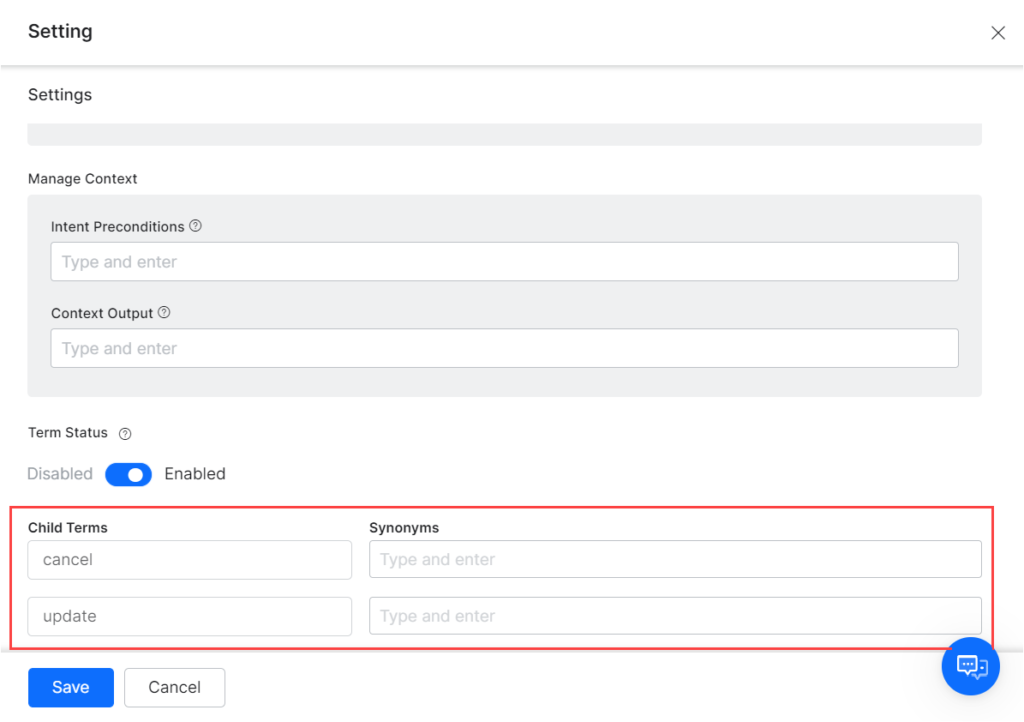 Setting
Settings
Manage Context
Intent Preconditions
Type and enter
Context Output
Type and enter
Term Status
Disabled Enabled
Child Terms Synonyms
cancel Type and enter
update Type and enter
Save Cancel